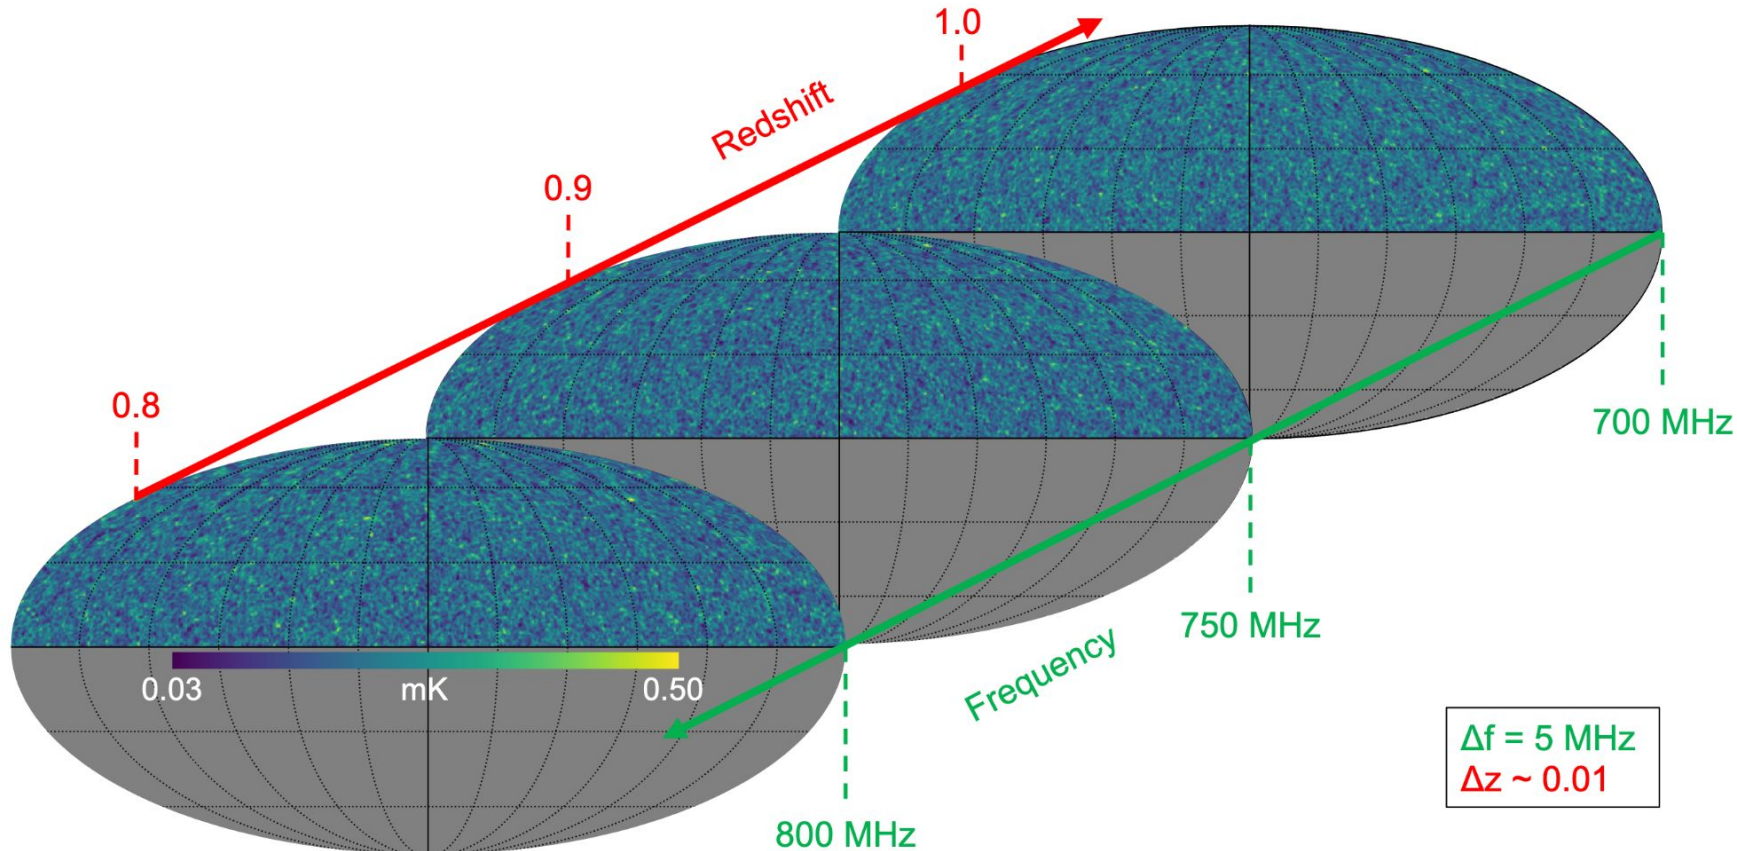 1.0
Redshift
0.9
0.8
700 MHz
750 MHz
Frequency
0.03 mK 0.50
800 MHz
Δf = 5 MHz
Δz ~ 0.01